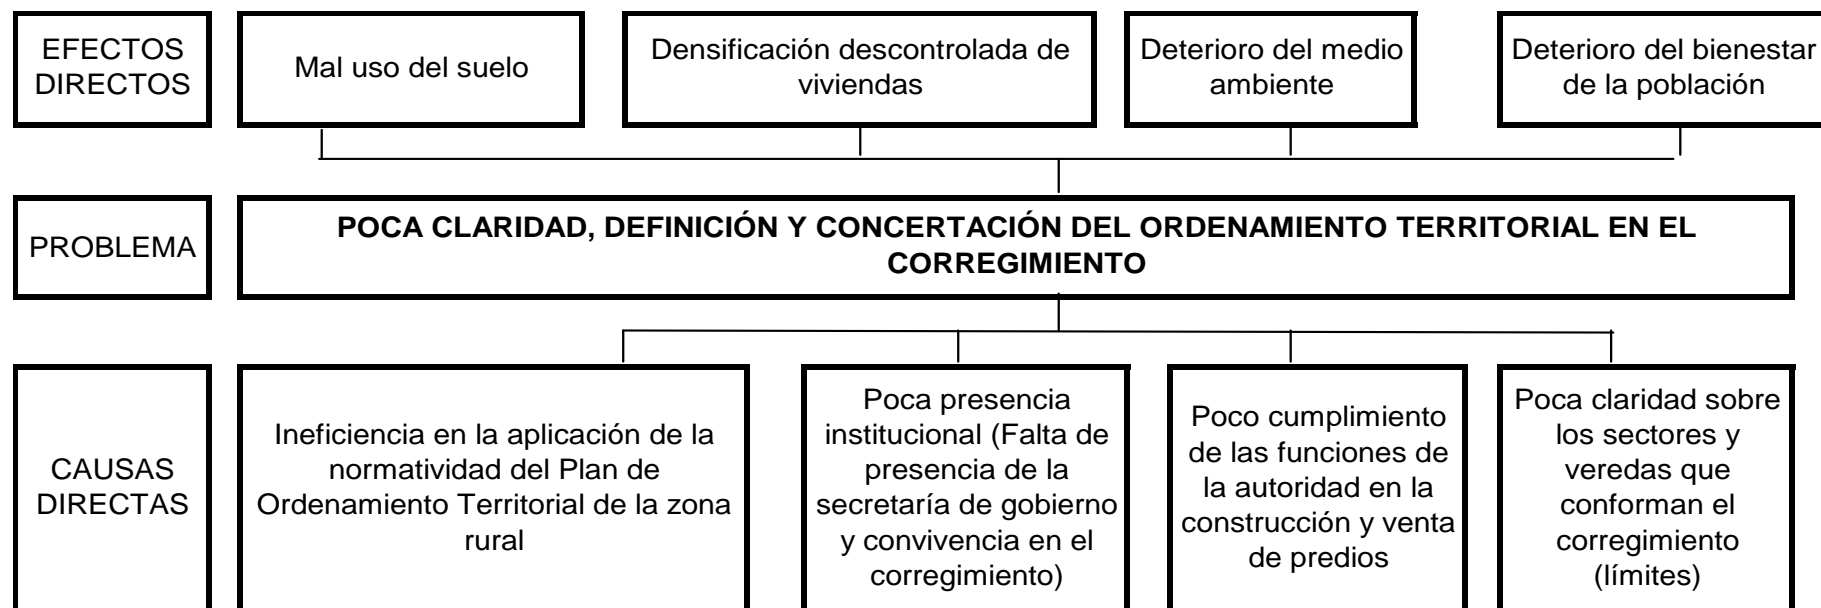 EFECTOS
DIRECTOS
Mal uso del suelo
Densificación descontrolada de
viviendas
Deterioro del medio
ambiente
Deterioro del bienestar
de la población
PROBLEMA
POCA CLARIDAD, DEFINICIÓN Y CONCERTACIÓN DEL ORDENAMIENTO TERRITORIAL EN EL
CORREGIMIENTO
CAUSAS
DIRECTAS
Ineficiencia en la aplicación de la
normatividad del Plan de
Ordenamiento Territorial de la zona
rural
Poca presencia
institucional (Falta de
presencia de la
secretaría de gobierno
y convivencia en el
corregimiento)
Poco cumplimiento
de las funciones de
la autoridad en la
construcción y venta
de predios
Poca claridad sobre
los sectores y
veredas que
conforman el
corregimiento
(límites)